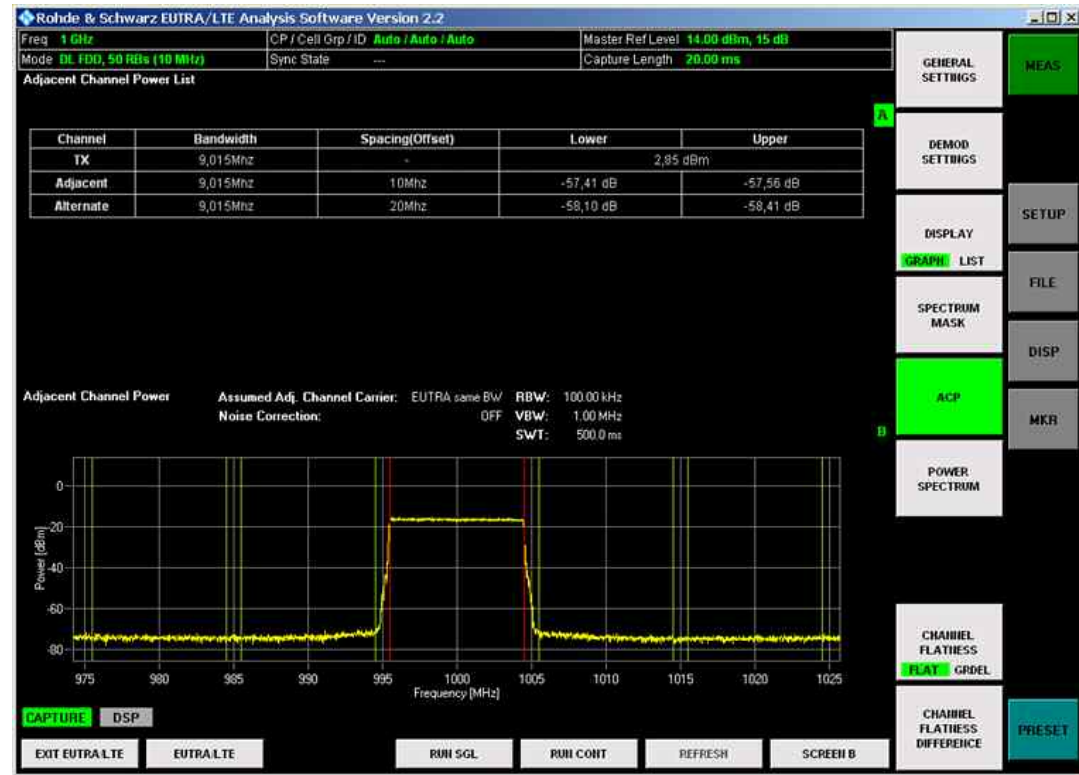 Rohde & Schwarz EUTRA/LTE Analysis Software Version 2.2
Freq 1 GHz CP / Cell Grp / ID Auto / Auto / Auto Master Ref Level 14.00 dBm, 15 dB
Mode DL FDD, 50 RBs (10 MHz) Sync State --- Capture Length 20.00 ms
Adjacent Channel Power List
A
Channel Bandwidth Spacing(Offset) Lower Upper
TX 9,015Mhz - 2,85 dBm
Adjacent 9,015Mhz 10Mhz -57,41 dB -57,56 dB
Alternate 9,015Mhz 20Mhz -58,10 dB -58,41 dB
Adjacent Channel Power Assumed Adj. Channel Carrier: EUTRA same BW RBW: 100.00 kHz
Noise Correction: OFF VBW: 1.00 MHz
SWT: 500.0 ms
B
Power [dBm]
0
-20
-40
-60
-80
975 980 985 990 995 1000 1005 1010 1015 1020 1025
Frequency [MHz]
CAPTURE DSP
EXIT EUTRA/LTE EUTRA/LTE RUN SGL RUN CONT REFRESH SCREEN B
GENERAL
SETTINGS
DEMOD
SETTINGS
DISPLAY
GRAPH LIST
SPECTRUM
MASK
ACP
POWER
SPECTRUM
CHANNEL
FLATNESS
FLAT GRDEL
CHANNEL
FLATNESS
DIFFERENCE
MEAS
SETUP
FILE
DISP
MKR
PRESET